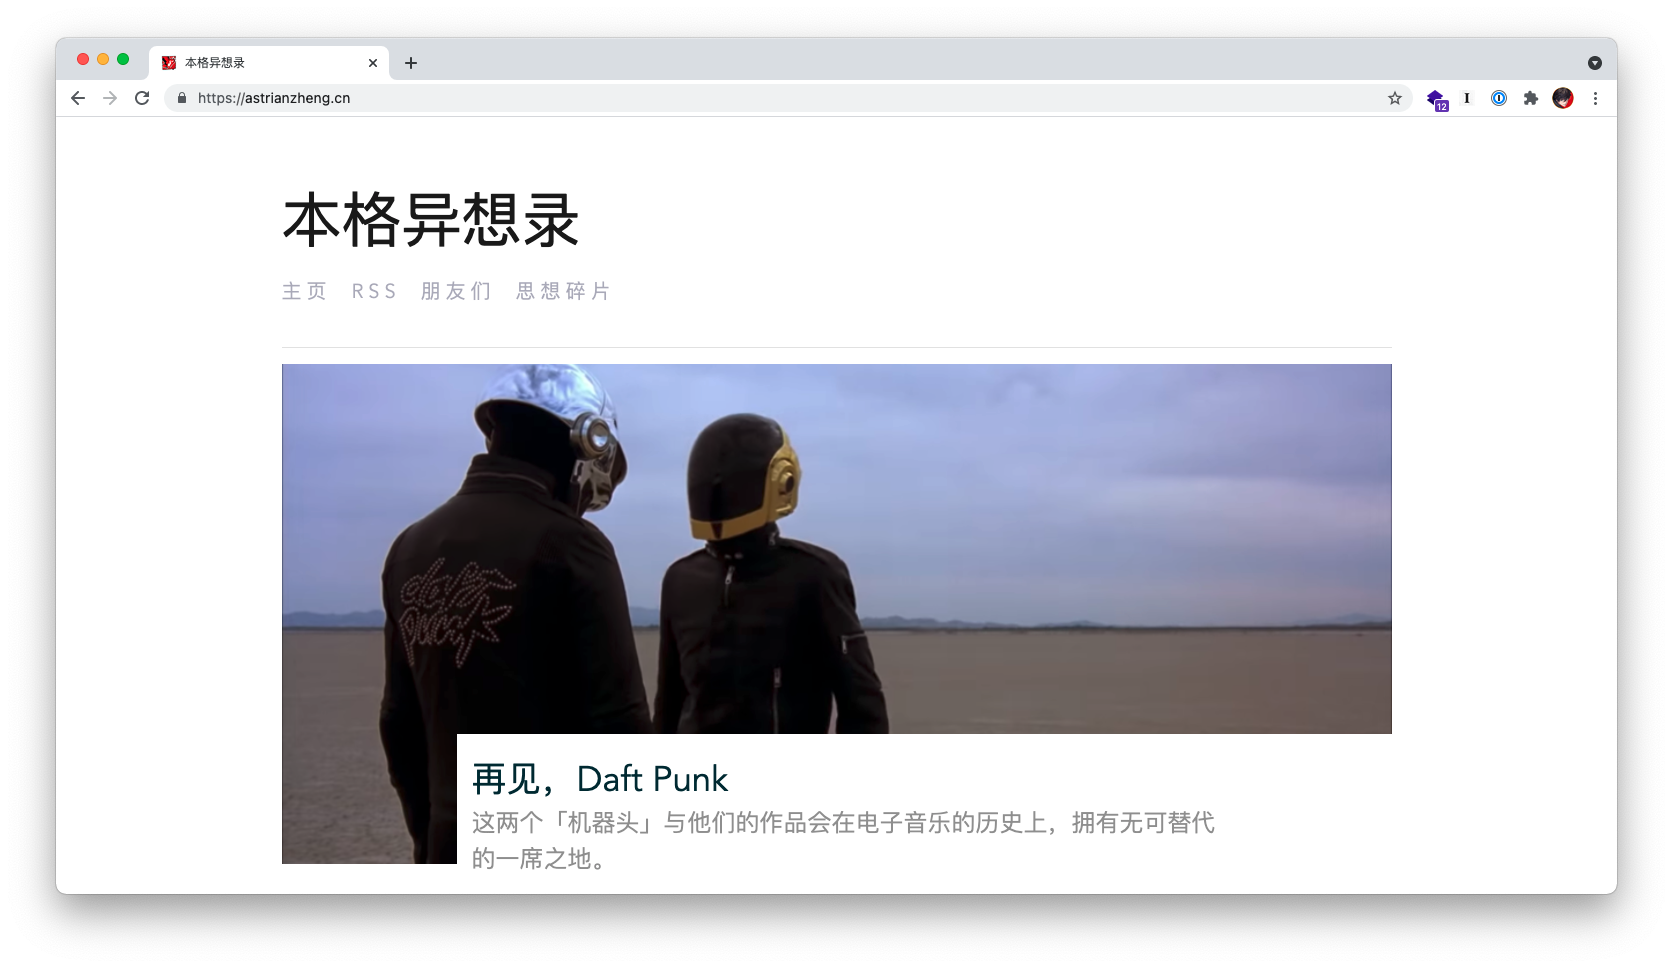 本格异想录
https://astrianzheng.cn
12
本格异想录
主页 RSS 朋友们 思想碎片
daft
punk
再见，Daft Punk
这两个「机器头」与他们的作品会在电子音乐的历史上，拥有无可替代
的一席之地。